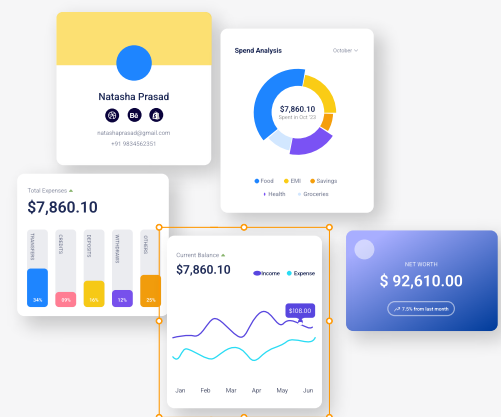 Natasha Prasad
Bē
natashaprasad@gmail.com
+91 9834562351
Spend Analysis
October
$7,860.10
Spent in Oct '23
Food
EMI
Savings
Health
Groceries
Total Expenses
$7,860.10
TRANSFERS
CREDITS
DEPOSITS
WITHDRAWS
OTHERS
34%
16%
12%
25%
Current Balance
$7,860.10
Income
Expense
$108.00
Jan
Feb
Mar
Apr
May
Jun
NET WORTH
$ 92,610.00
7.5% from last month